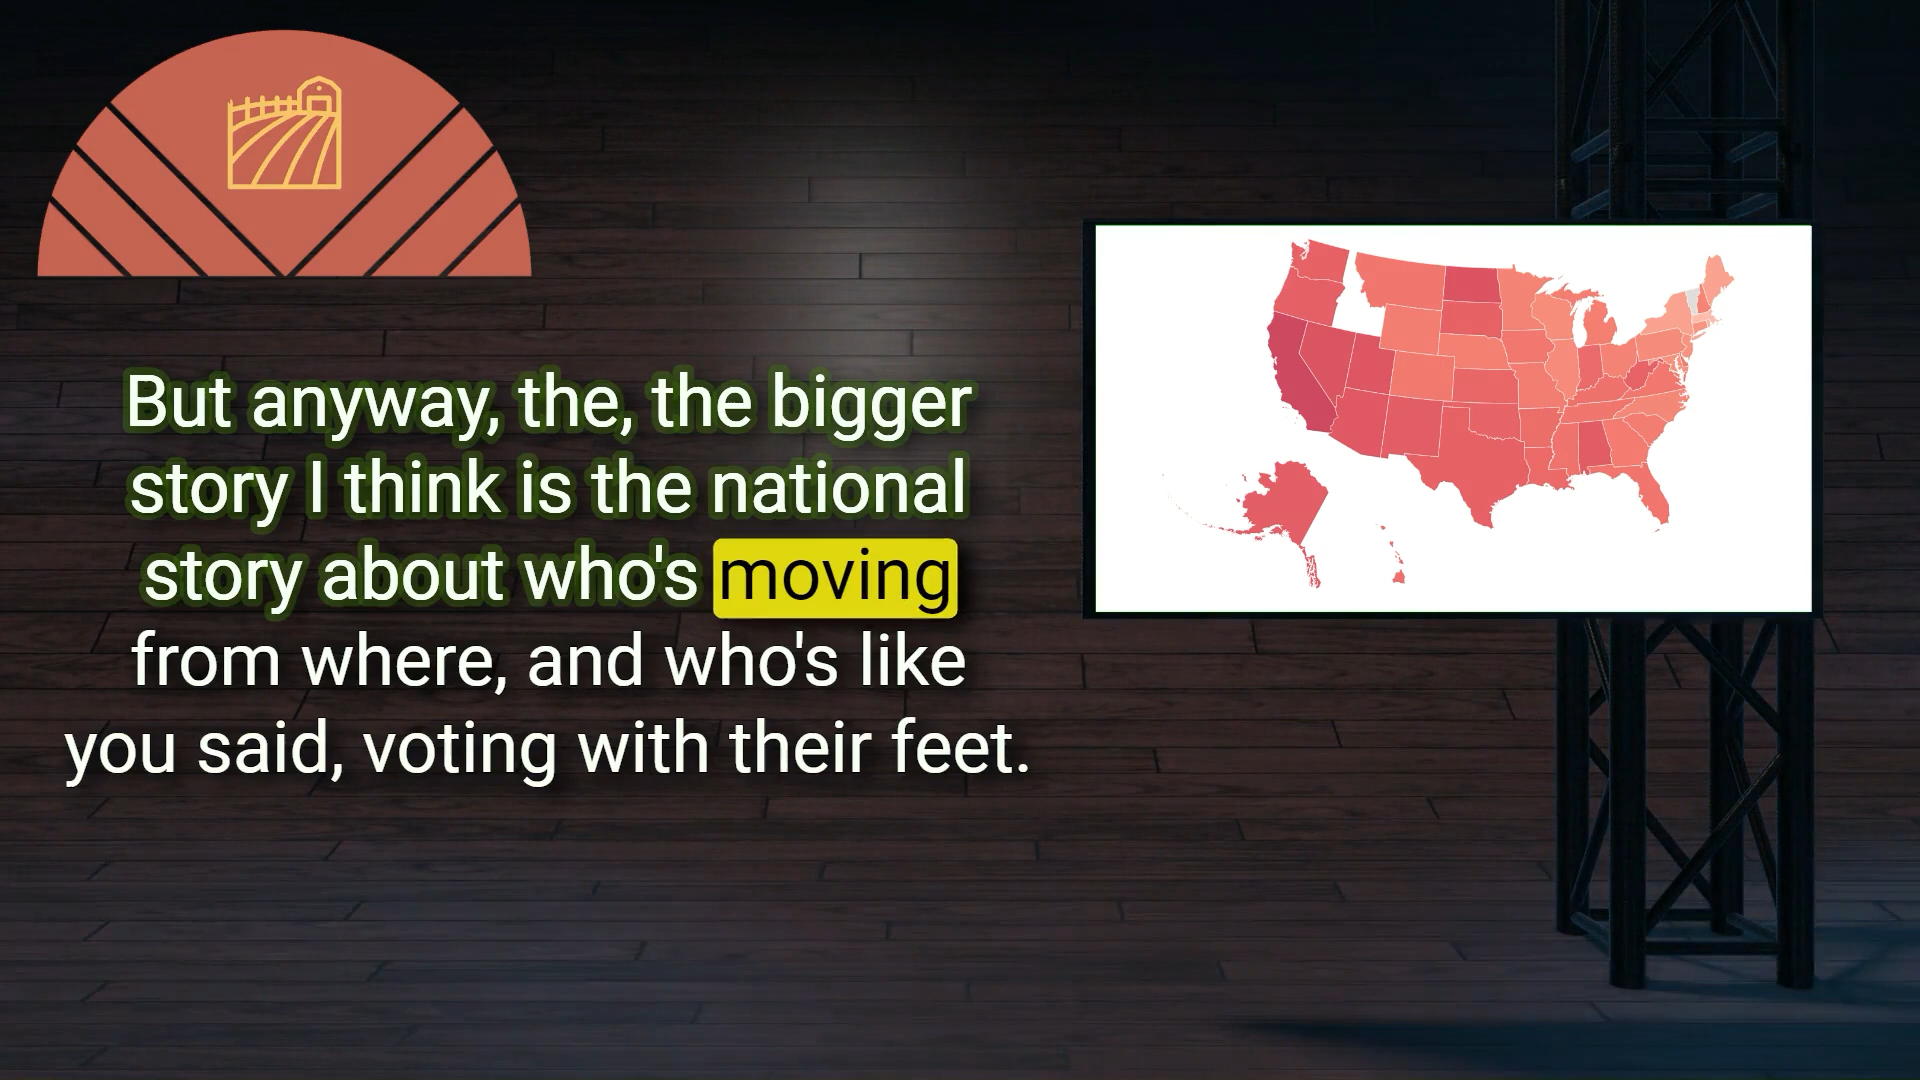 But anyway, the, the bigger
story I think is the national
story about who's moving
from where, and who's like
you said, voting with their feet.